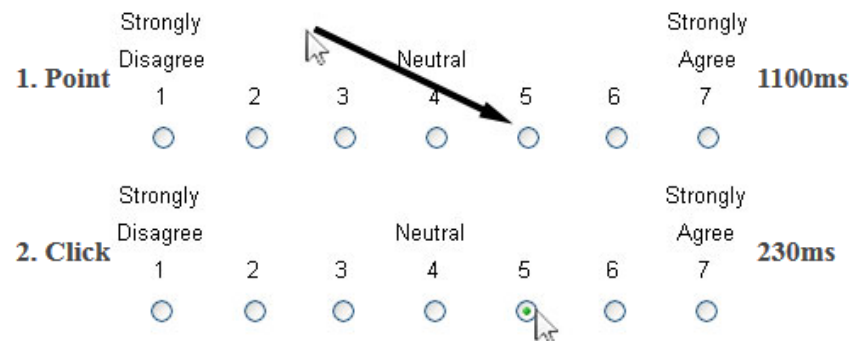 Strongly Strongly
Disagree Neutral Agree
1. Point 1100ms
1 2 3 4 5 6 7
Strongly Strongly
Disagree Neutral Agree
2. Click 230ms
1 2 3 4 5 6 7